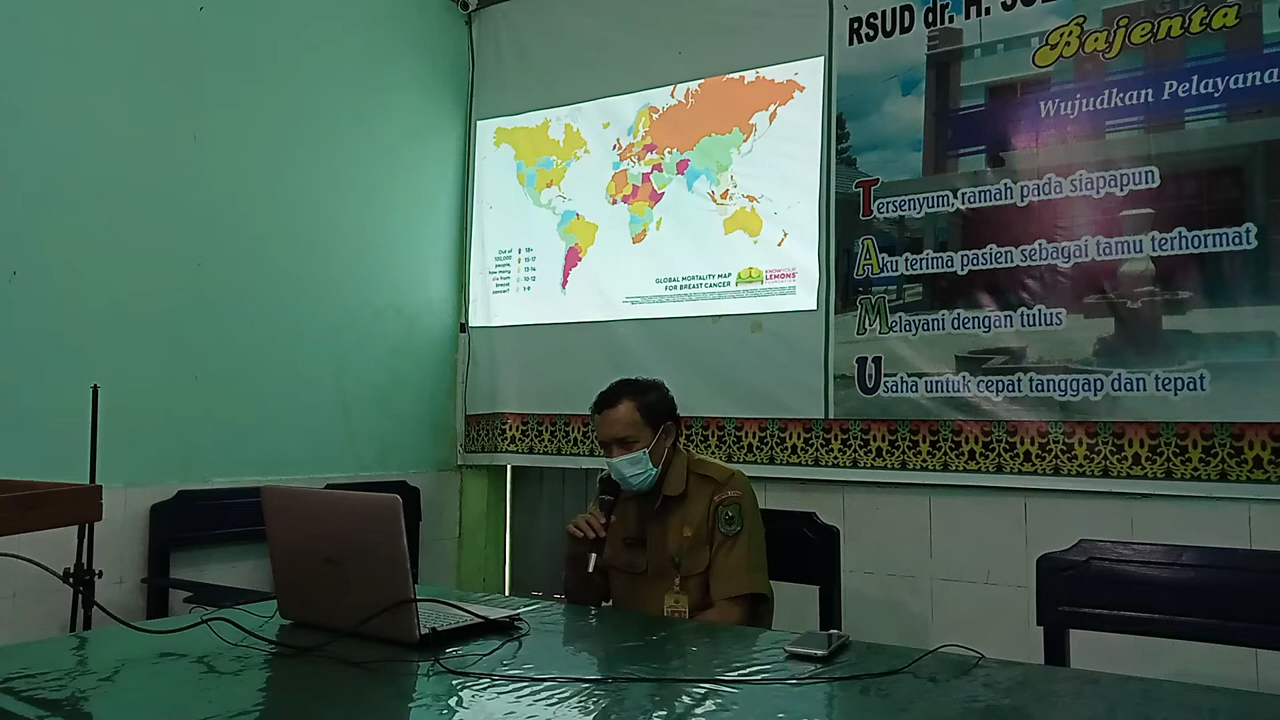 RSUD dr. H.
Bajenta
Wujudkan
Tersenyum, ramah pada siapapun
Aku terima pasien sebagai tamu terhormat
Melayani dengan tulus
Usaha untuk cepat tanggap dan tepat
Out of
100,000
people,
how many
die from
breast
cancer?
18+
15-17
13-14
10-12
1-9
GLOBAL MORTALITY MAP
FOR BREAST CANCER
KNOW YOUR
LEMONS
FOUNDATION